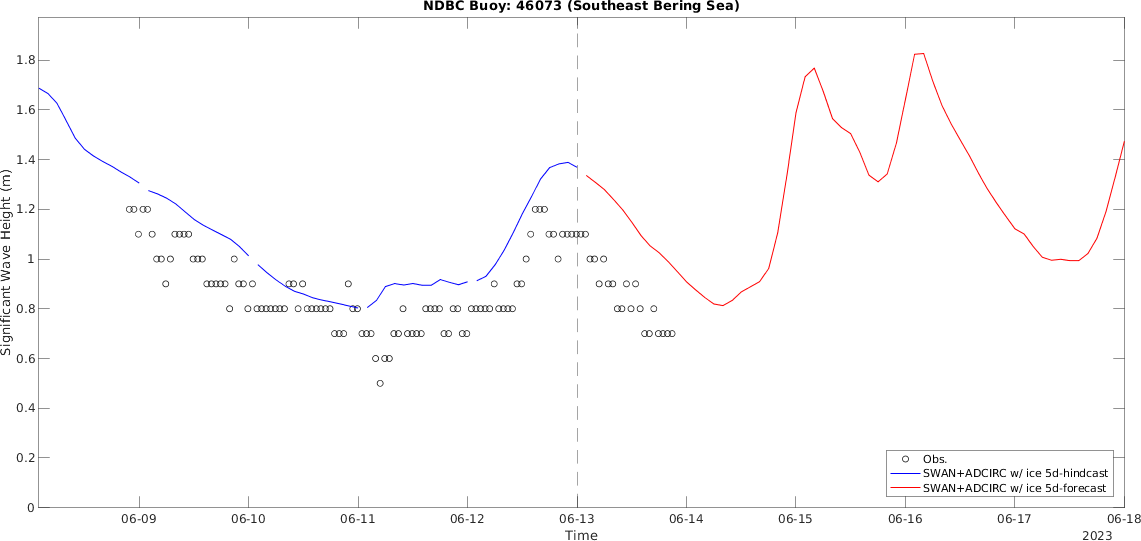 NDBC Buoy: 46073 (Southeast Bering Sea)
Significant Wave Height (m)
1.8
1.6
1.4
1.2
1
0.8
0.6
0.4
0.2
0
Obs.
SWAN+ADCIRC w/ ice 5d-hindcast
SWAN+ADCIRC w/ ice 5d-forecast
06-09 06-10 06-11 06-12 06-13 06-14 06-15 06-16 06-17 06-18
Time
2023